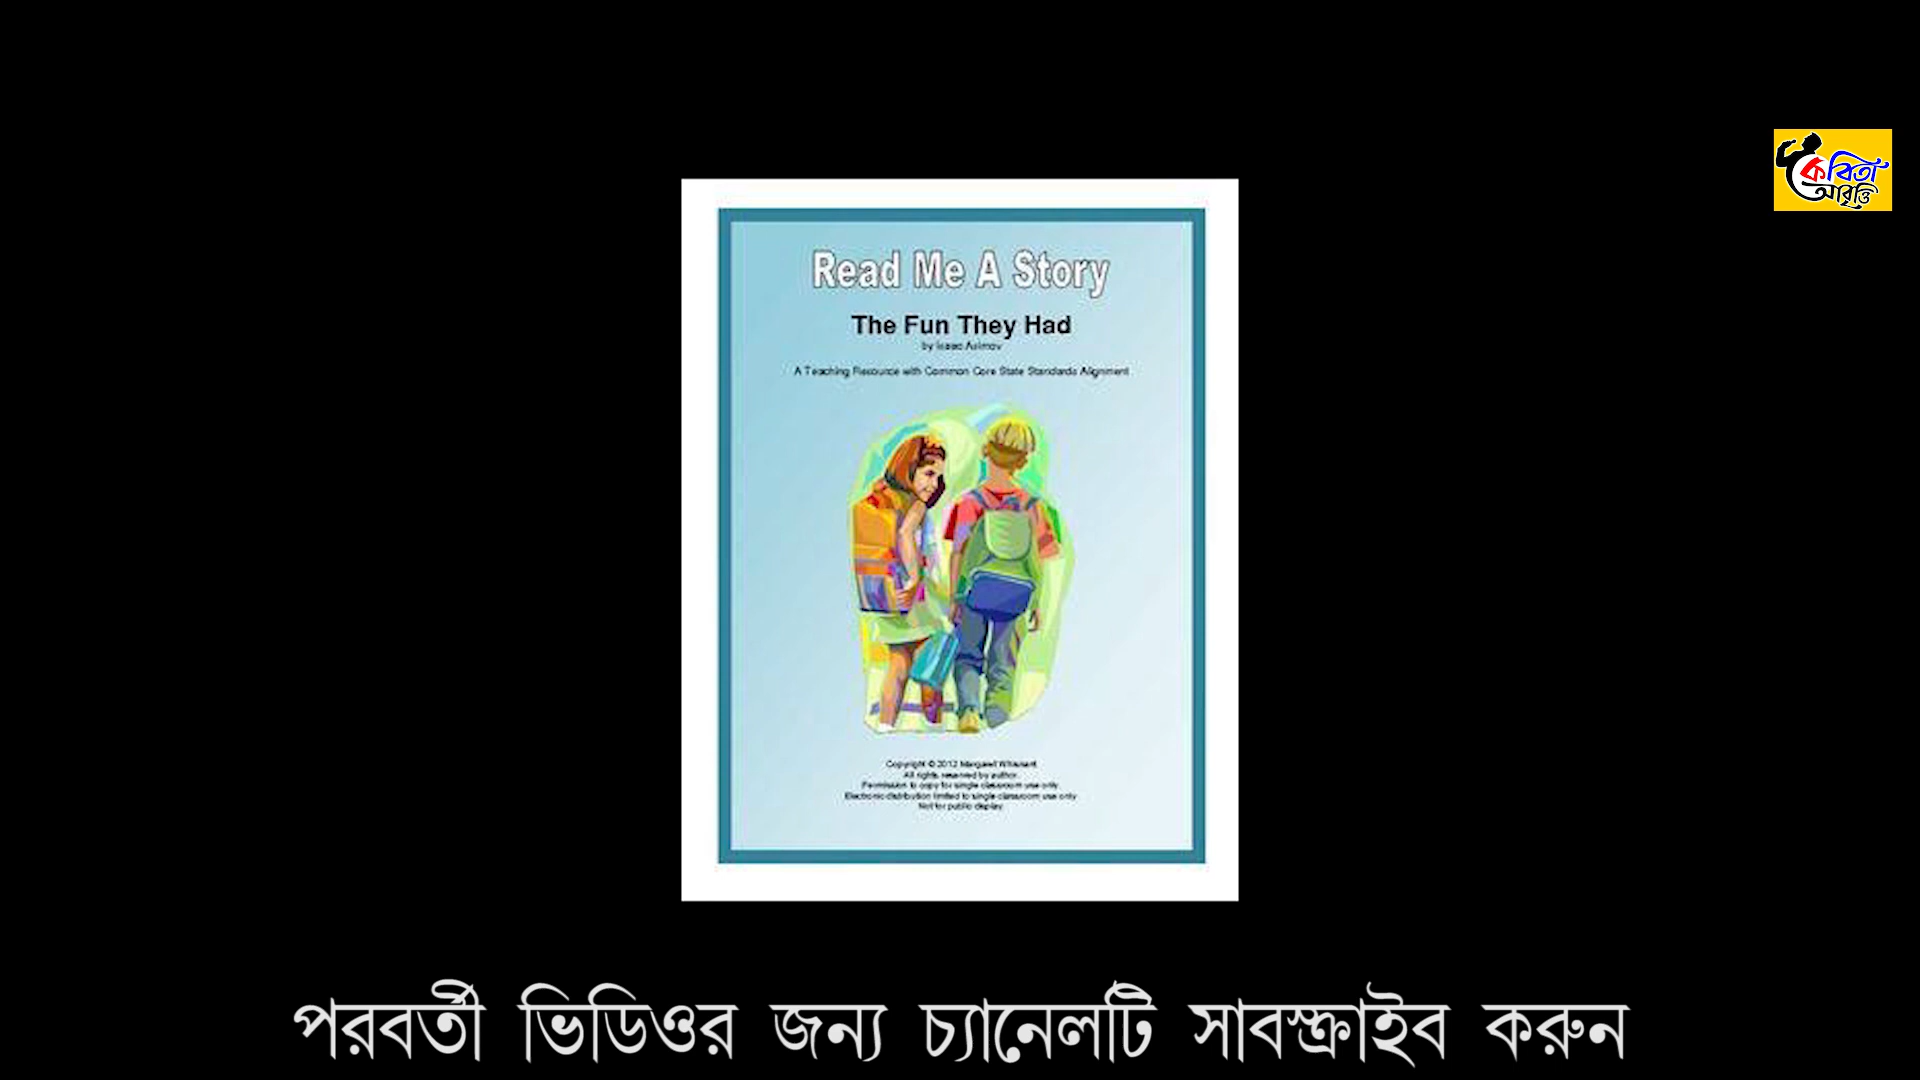 কবিতা
আবৃত্তি
Read Me A Story
The Fun They Had
by Isaac Asimov
A Teaching Resource with Common Core State Standards Alignment
Copyright © 2012 Margaret Whisnant
All rights reserved by author.
Permission to copy for single classroom use only.
Electronic distribution limited to single classroom use only
Not for public display
পরবর্তী ভিডিওর জন্য চ্যানেলটি সাবস্ক্রাইব করুন